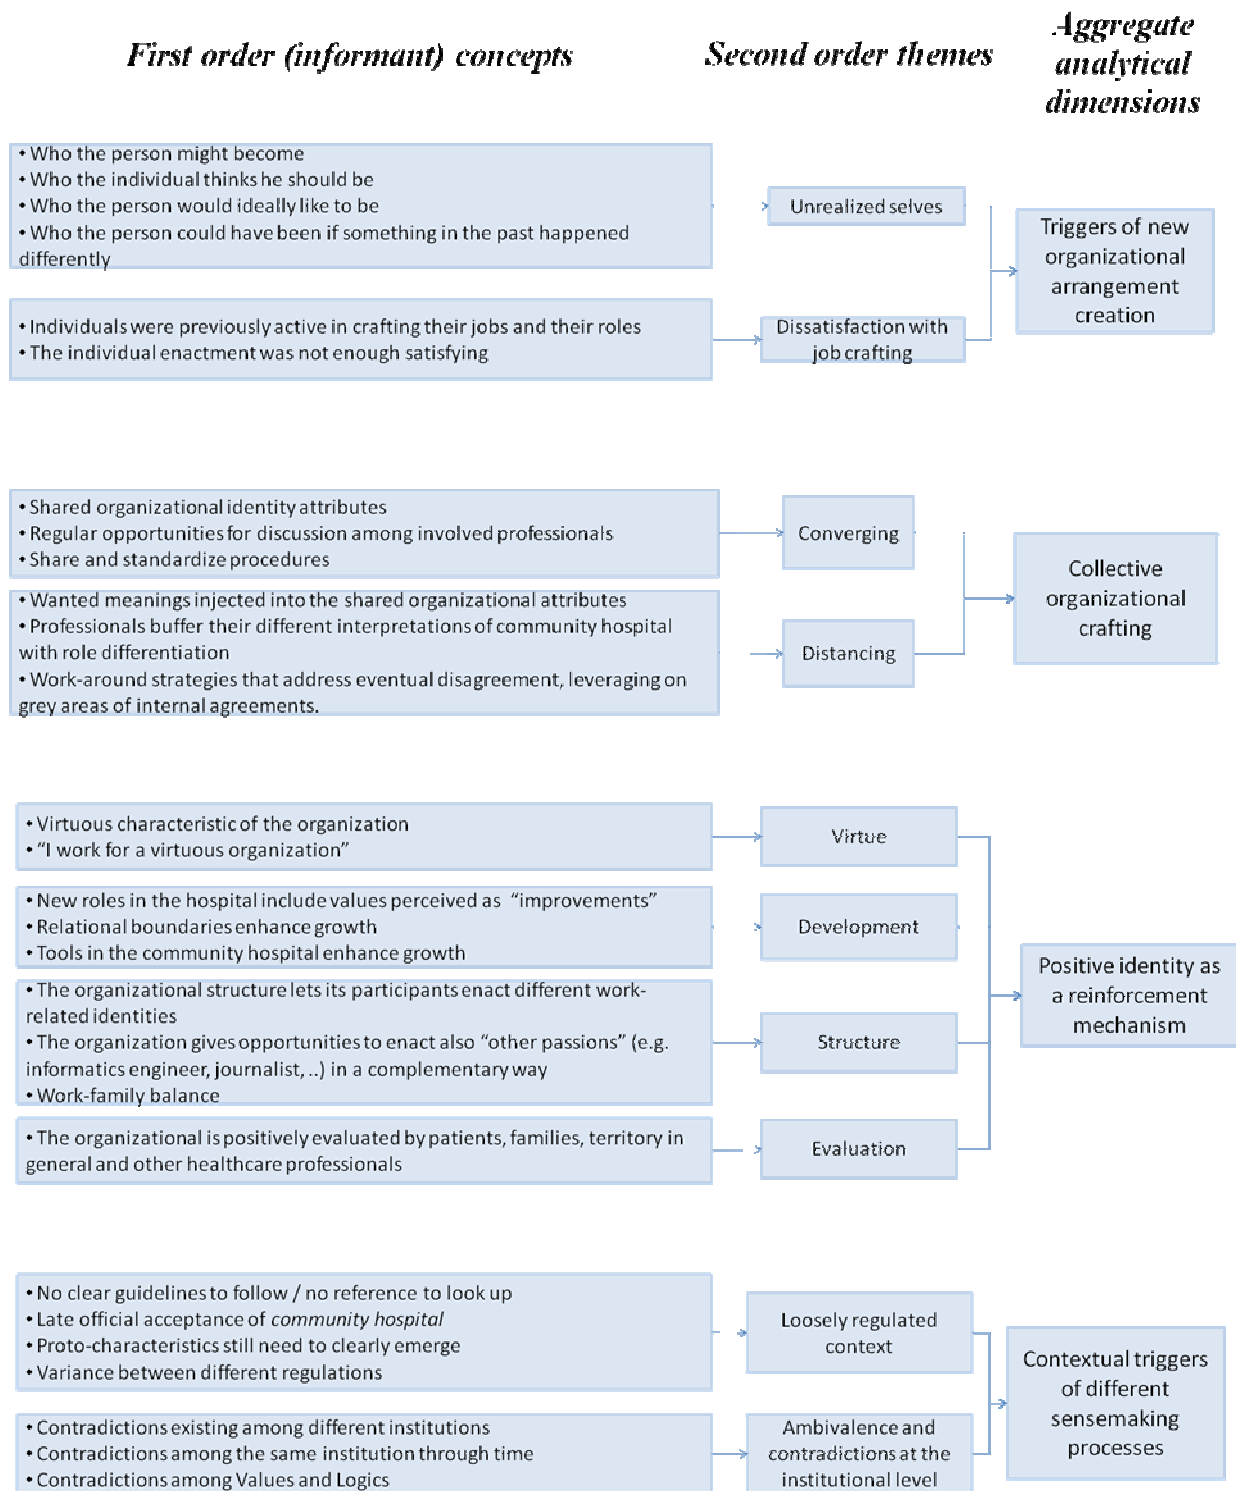 First order (informant) concepts
Second order themes
Aggregate
analytical
dimensions
• Who the person might become
• Who the individual thinks he should be
• Who the person would ideally like to be
• Who the person could have been if something in the past happened
differently
Unrealized selves
• Individuals were previously active in crafting their jobs and their roles
• The individual enactment was not enough satisfying
Dissatisfaction with
job crafting
Triggers of new
organizational
arrangement
creation
• Shared organizational identity attributes
• Regular opportunities for discussion among involved professionals
• Share and standardize procedures
Converging
• Wanted meanings injected into the shared organizational attributes
• Professionals buffer their different interpretations of community hospital
with role differentiation
• Work-around strategies that address eventual disagreement, leveraging on
grey areas of internal agreements.
Distancing
Collective
organizational
crafting
• Virtuous characteristic of the organization
• “I work for a virtuous organization”
Virtue
• New roles in the hospital include values perceived as “improvements”
• Relational boundaries enhance growth
• Tools in the community hospital enhance growth
Development
• The organizational structure lets its participants enact different work-
related identities
• The organization gives opportunities to enact also “other passions” (e.g.
informatics engineer, journalist, ..) in a complementary way
• Work-family balance
Structure
• The organizational is positively evaluated by patients, families, territory in
general and other healthcare professionals
Evaluation
Positive identity as
a reinforcement
mechanism
• No clear guidelines to follow / no reference to look up
• Late official acceptance of community hospital
• Proto-characteristics still need to clearly emerge
• Variance between different regulations
Loosely regulated
context
• Contradictions existing among different institutions
• Contradictions among the same institution through time
• Contradictions among Values and Logics
Ambivalence and
contradictions at the
institutional level
Contextual triggers
of different
sensemaking
processes